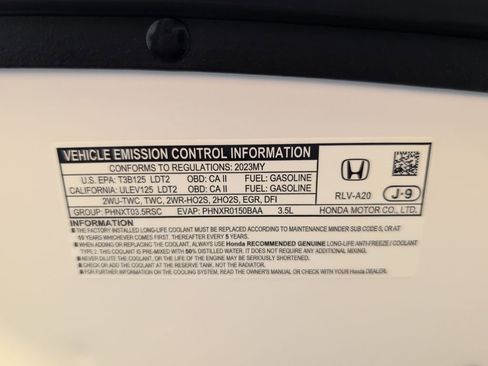 VEHICLE EMISSION CONTROL INFORMATION
CONFORMS TO REGULATIONS: 2023MY
U.S. EPA: T3B125 LDT2 OBD: CA II FUEL: GASOLINE
CALIFORNIA: ULEV125 LDT2 OBD: CA II FUEL: GASOLINE
2WU-TWC, TWC, 2WR-HO2S, 2HO2S, EGR, DFI
GROUP: PHNXT03.5RSC EVAP: PHNXR0150BAA 3.5L
RLV-A20 J-9
HONDA MOTOR CO., LTD.
INFORMATION
■ THE FACTORY INSTALLED LONG-LIFE COOLANT MUST BE REPLACED ACCORDING TO MAINTENANCE MINDER SUB CODE 5, OR AT
10 YEARS WHICHEVER COMES FIRST. THEREAFTER EVERY 5 YEARS.
■ WHEN ADDING OR REPLACING THE COOLANT, ALWAYS USE Honda RECOMMENDED GENUINE LONG-LIFE ANTI-FREEZE / COOLANT
TYPE 2, THIS COOLANT IS PRE-MIXED WITH 50% DISTILLED WATER. IT DOES NOT REQUIRE ANY ADDITIONAL MIXING.
■ NEVER DILUTE THE COOLANT, OR THE LIFE OF THE ENGINE MAY BE SERIOUSLY SHORTENED.
■ CHECK OR ADD THE COOLANT AT THE RESERVE TANK, NOT THE RADIATOR.
■ FOR FURTHER INFORMATION ON THE COOLING SYSTEM, READ THE OWNER'S MANUAL OR CHECK WITH YOUR Honda DEALER.